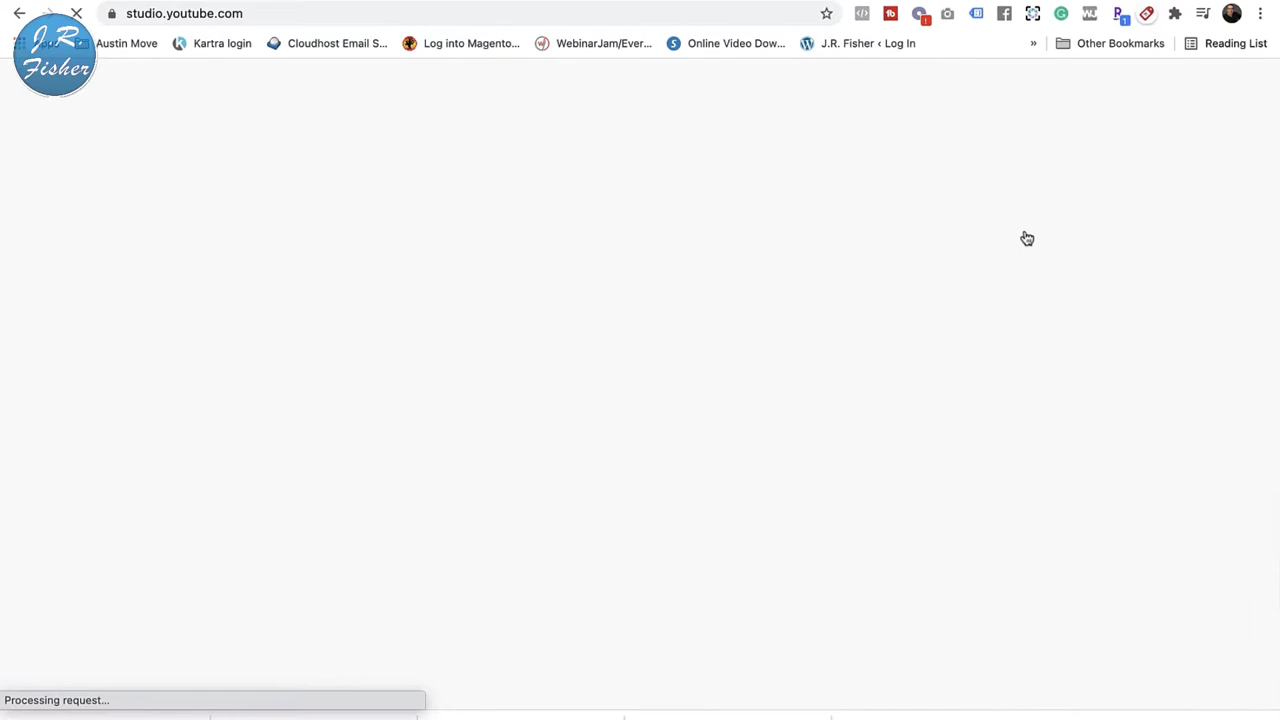 studio.youtube.com
Austin Move
Kartra login
Cloudhost Email S...
Log into Magento...
WebinarJam/Ever...
Online Video Dow...
J.R. Fisher ‹ Log In
»
Other Bookmarks
Reading List
J.R
Fisher
Processing request...